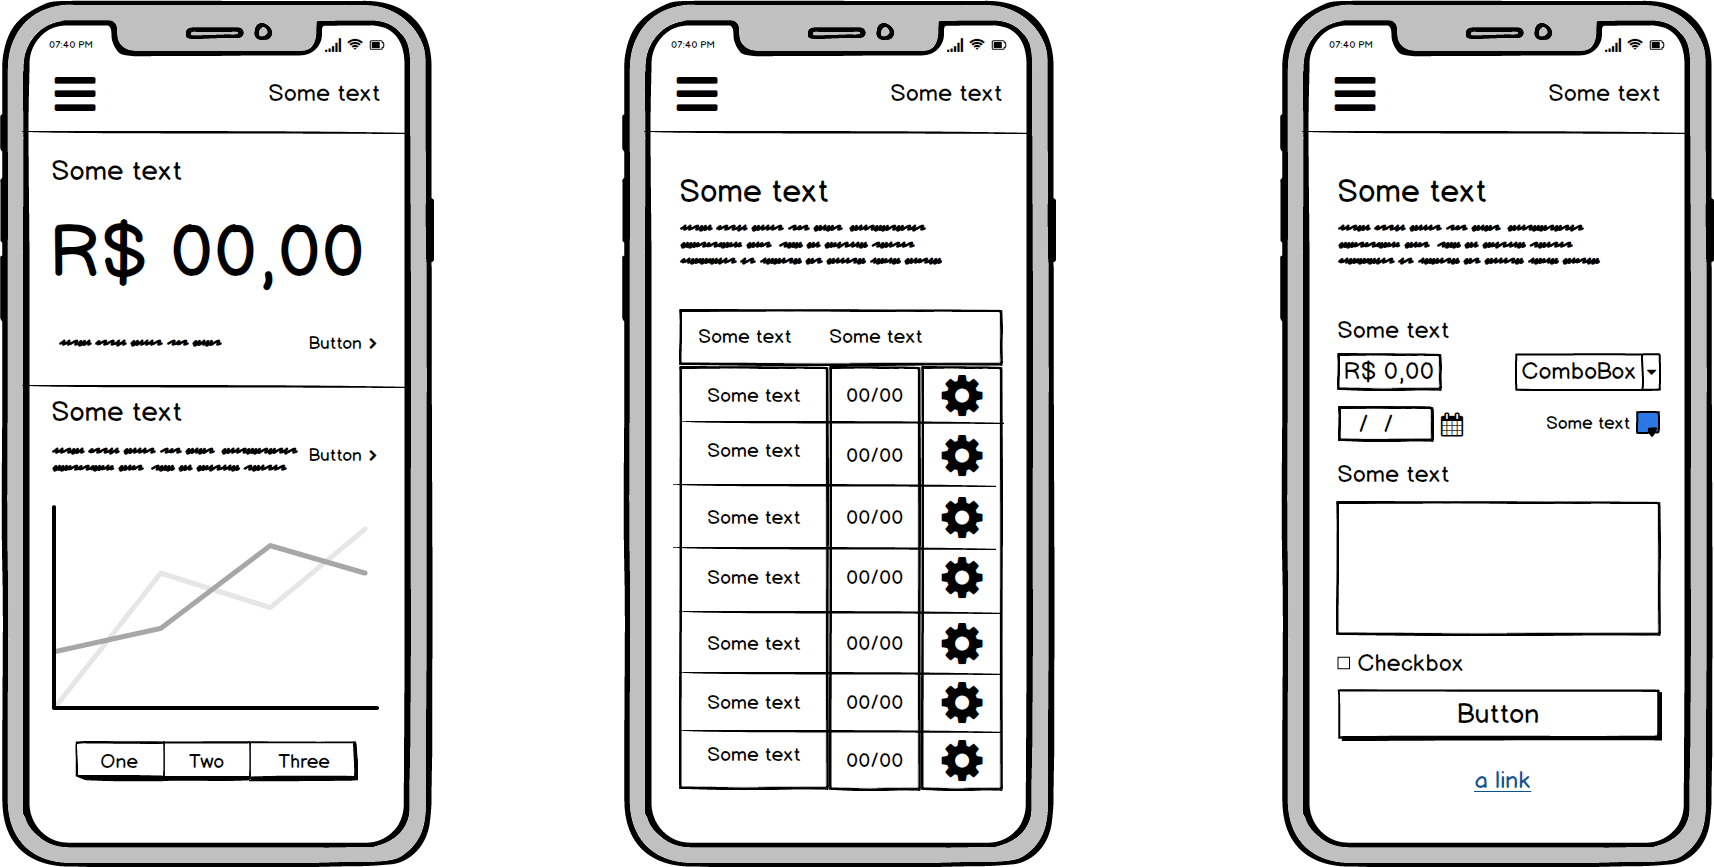 07:40 PM
Some text
Some text
R$ 00,00
Button
Some text
Button
One Two Three
07:40 PM
Some text
Some text
Some text Some text
Some text 00/00
Some text 00/00
Some text 00/00
Some text 00/00
Some text 00/00
Some text 00/00
Some text 00/00
07:40 PM
Some text
Some text
Some text
R$ 0,00 ComboBox
/ / Some text
Some text
Checkbox
Button
a link